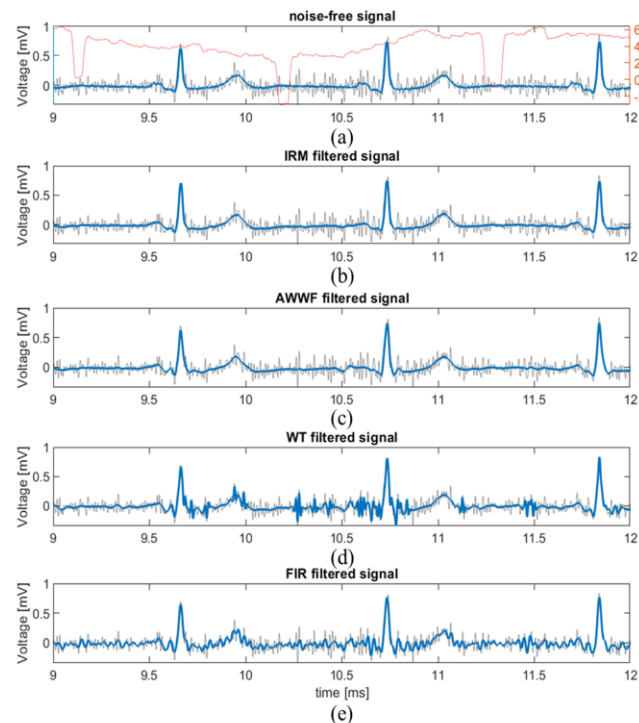 noise-free signal
Voltage [mV]
1
0.5
0
6
4
2
0
9 9.5 10 10.5 11 11.5 12
(a)
IRM filtered signal
Voltage [mV]
1
0.5
0
9 9.5 10 10.5 11 11.5 12
(b)
AWWF filtered signal
Voltage [mV]
1
0.5
0
9 9.5 10 10.5 11 11.5 12
(c)
WT filtered signal
Voltage [mV]
1
0.5
0
9 9.5 10 10.5 11 11.5 12
(d)
FIR filtered signal
Voltage [mV]
1
0.5
0
9 9.5 10 10.5 11 11.5 12
time [ms]
(e)